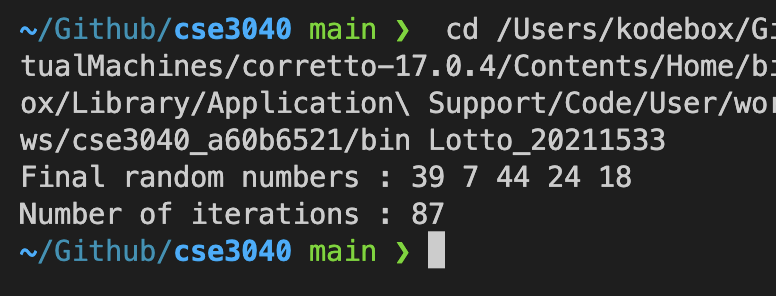 ~/Github/cse3040 main ❯ cd /Users/kodebox/Gi
tualMachines/corretto-17.0.4/Contents/Home/bi
ox/Library/Application\ Support/Code/User/wor
ws/cse3040_a60b6521/bin Lotto_20211533
Final random numbers : 39 7 44 24 18
Number of iterations : 87
~/Github/cse3040 main ❯